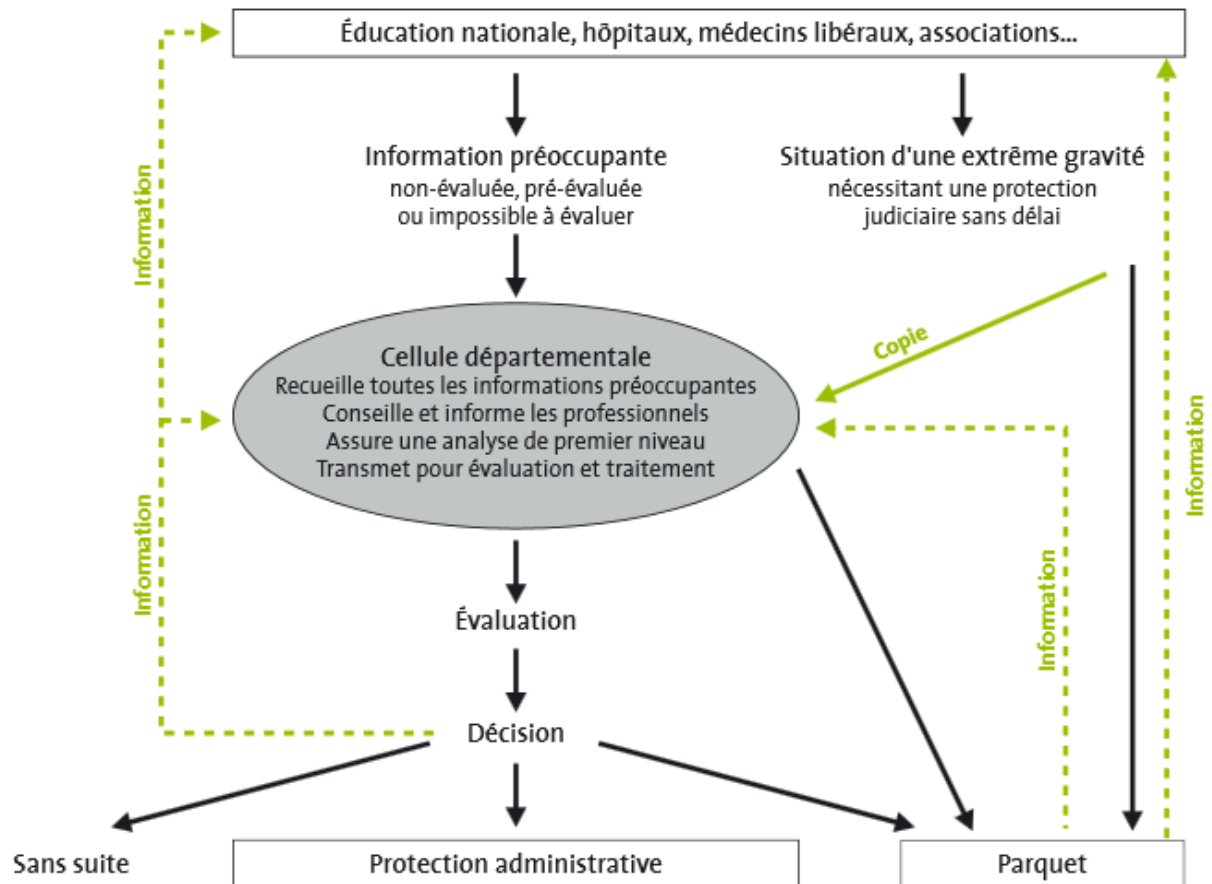 Éducation nationale, hôpitaux, médecins libéraux, associations...
Information préoccupante
non-évaluée, pré-évaluée
ou impossible à évaluer
Situation d'une extrême gravité
nécessitant une protection
judiciaire sans délai
Information
Copie
Cellule départementale
Recueille toutes les informations préoccupantes
Conseille et informe les professionnels
Assure une analyse de premier niveau
Transmet pour évaluation et traitement
Information
Information
Information
Évaluation
Décision
Sans suite
Protection administrative
Parquet